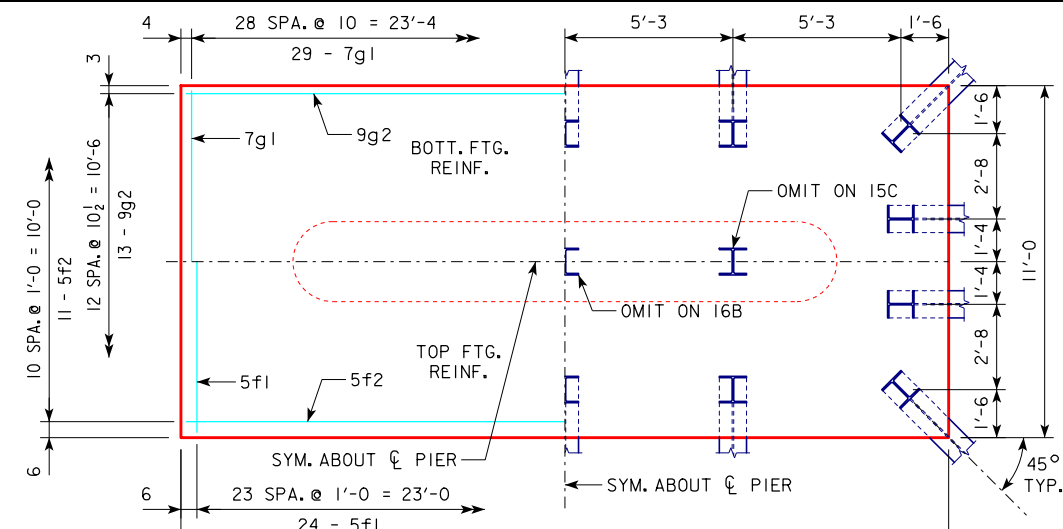 4
28 SPA. @ 10 = 23'-4
29 - 7g1
5'-3
5'-3
1'-6
3
12 SPA. @ 10½ = 10'-6
13 - 9g2
10 SPA. @ 1'-0 = 10'-0
11 - 5f2
6
7g1
9g2
BOTT. FTG.
REINF.
OMIT ON 15C
OMIT ON 16B
TOP FTG.
REINF.
5f1
5f2
SYM. ABOUT ℄ PIER
SYM. ABOUT ℄ PIER
1'-6
2'-8
1'-4
1'-4
2'-8
1'-6
11'-0
45°
TYP.
6
23 SPA. @ 1'-0 = 23'-0
24 - 5f1